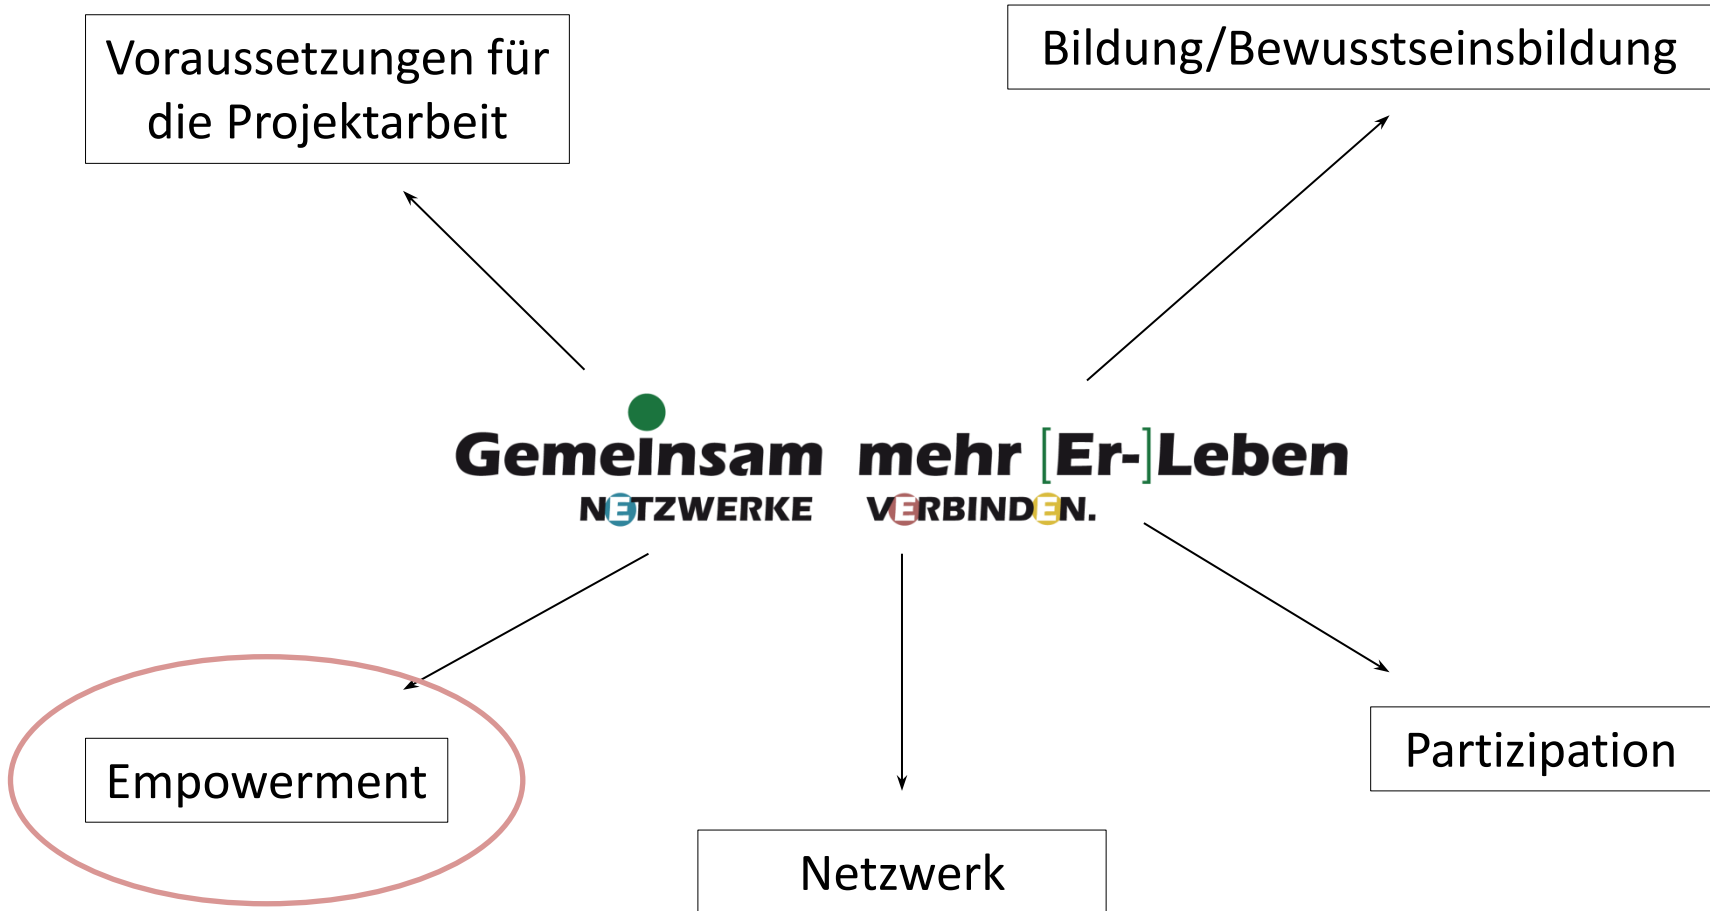 Voraussetzungen für
die Projektarbeit
Bildung/Bewusstseinsbildung
Gemeinsam mehr [Er-]Leben
NETZWERKE VERBINDEN.
Empowerment
Netzwerk
Partizipation